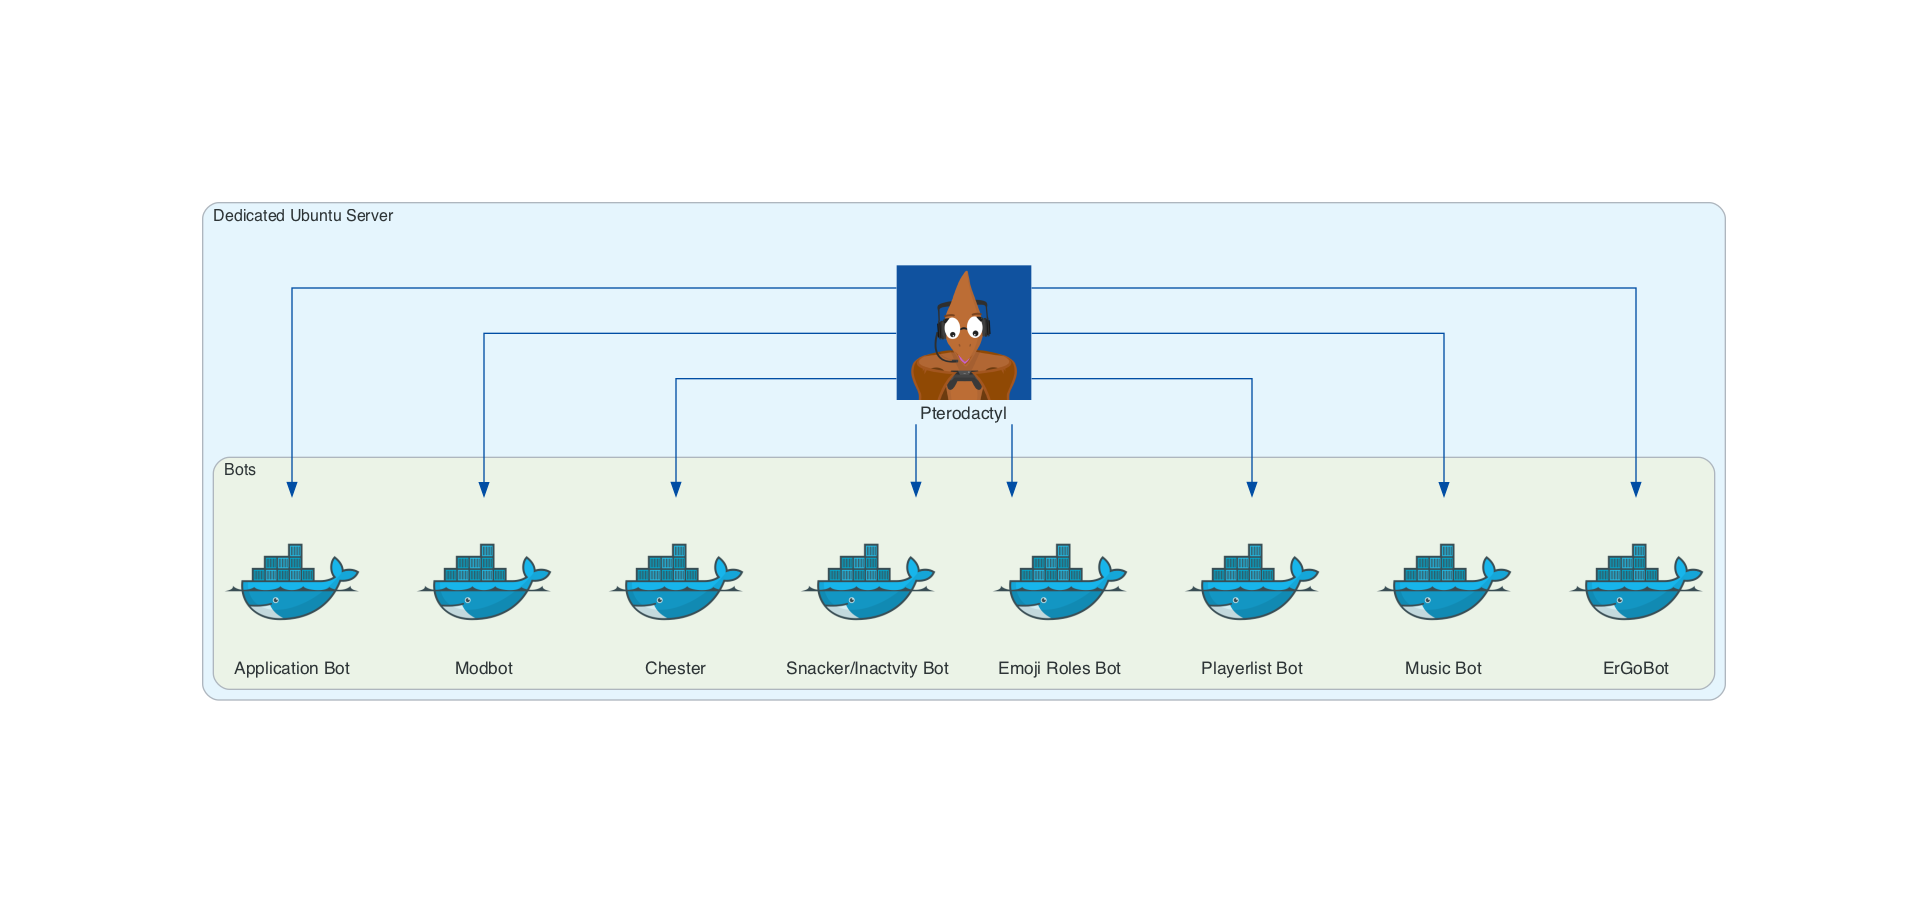 Dedicated Ubuntu Server
Pterodactyl
Bots
Application Bot
Modbot
Chester
Snacker/Inactvity Bot
Emoji Roles Bot
Playerlist Bot
Music Bot
ErGoBot